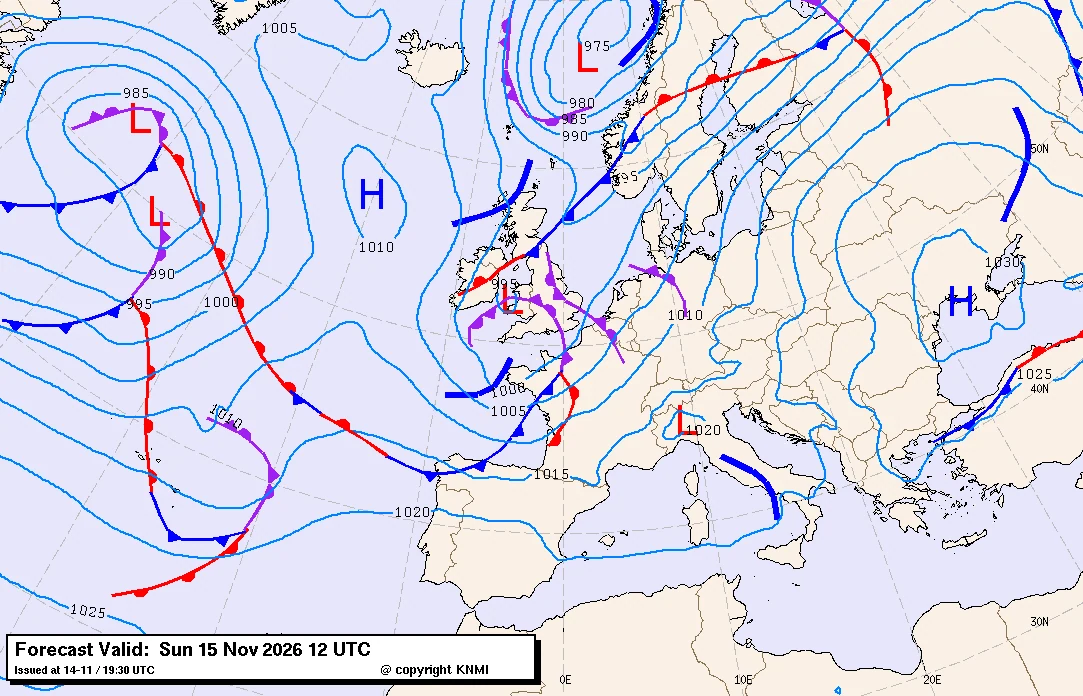 1005
975
L
985
L
980
985
990
50N
H
995
L
1010
1030
990
995
L
H
995
1000
1010
1025
1000
40N
1005
1010
L
1020
1015
1020
1025
30N
Forecast Valid: Sun 15 Nov 2026 12 UTC
Issued at 14-11 / 19:30 UTC @ copyright KNMI
0E
10E
20E